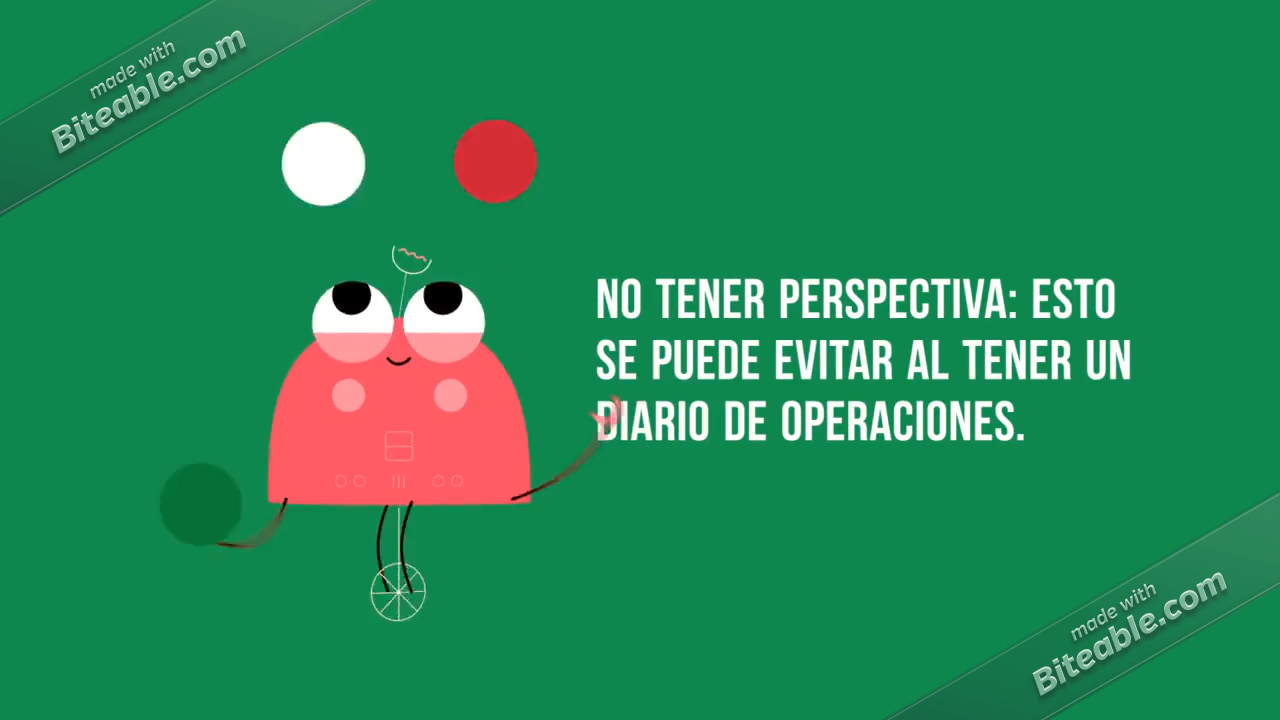 made with
Biteable.com
NO TENER PERSPECTIVA: ESTO
SE PUEDE EVITAR AL TENER UN
DIARIO DE OPERACIONES.
made with
Biteable.com